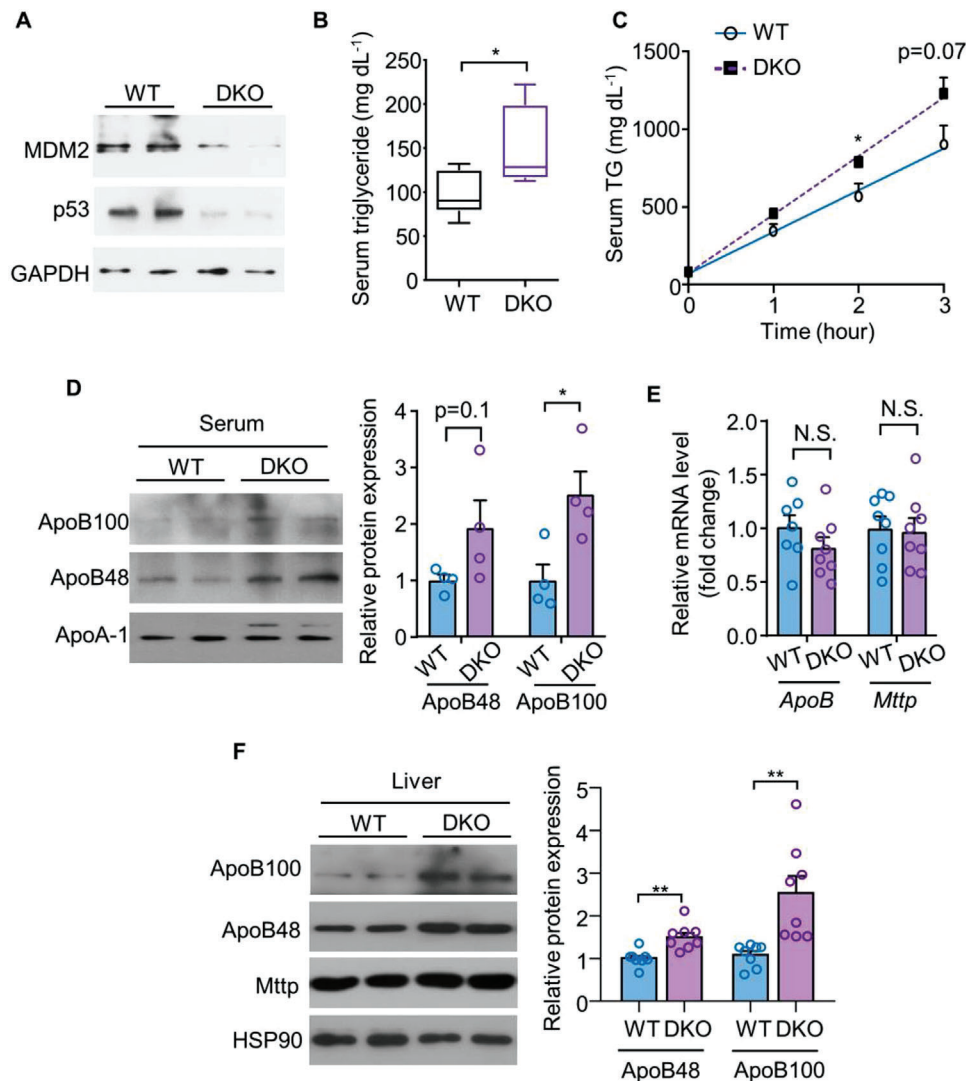 A
WT DKO
MDM2
p53
GAPDH
B
Serum triglyceride (mg dL⁻¹)
250
200
150
100
50
0
*
WT DKO
C
WT
DKO
Serum TG (mg dL⁻¹)
1500
1000
500
0
*
p=0.07
0 1 2 3
Time (hour)
D
Serum
WT DKO
ApoB100
ApoB48
ApoA-1
Relative protein expression
4
3
2
1
0
p=0.1
*
WT DKO WT DKO
ApoB48 ApoB100
E
Relative mRNA level
(fold change)
2.0
1.5
1.0
0.5
0.0
N.S. N.S.
WT DKO WT DKO
ApoB Mttp
F
Liver
WT DKO
ApoB100
ApoB48
Mttp
HSP90
Relative protein expression
5
4
3
2
1
0
**
**
WT DKO WT DKO
ApoB48 ApoB100